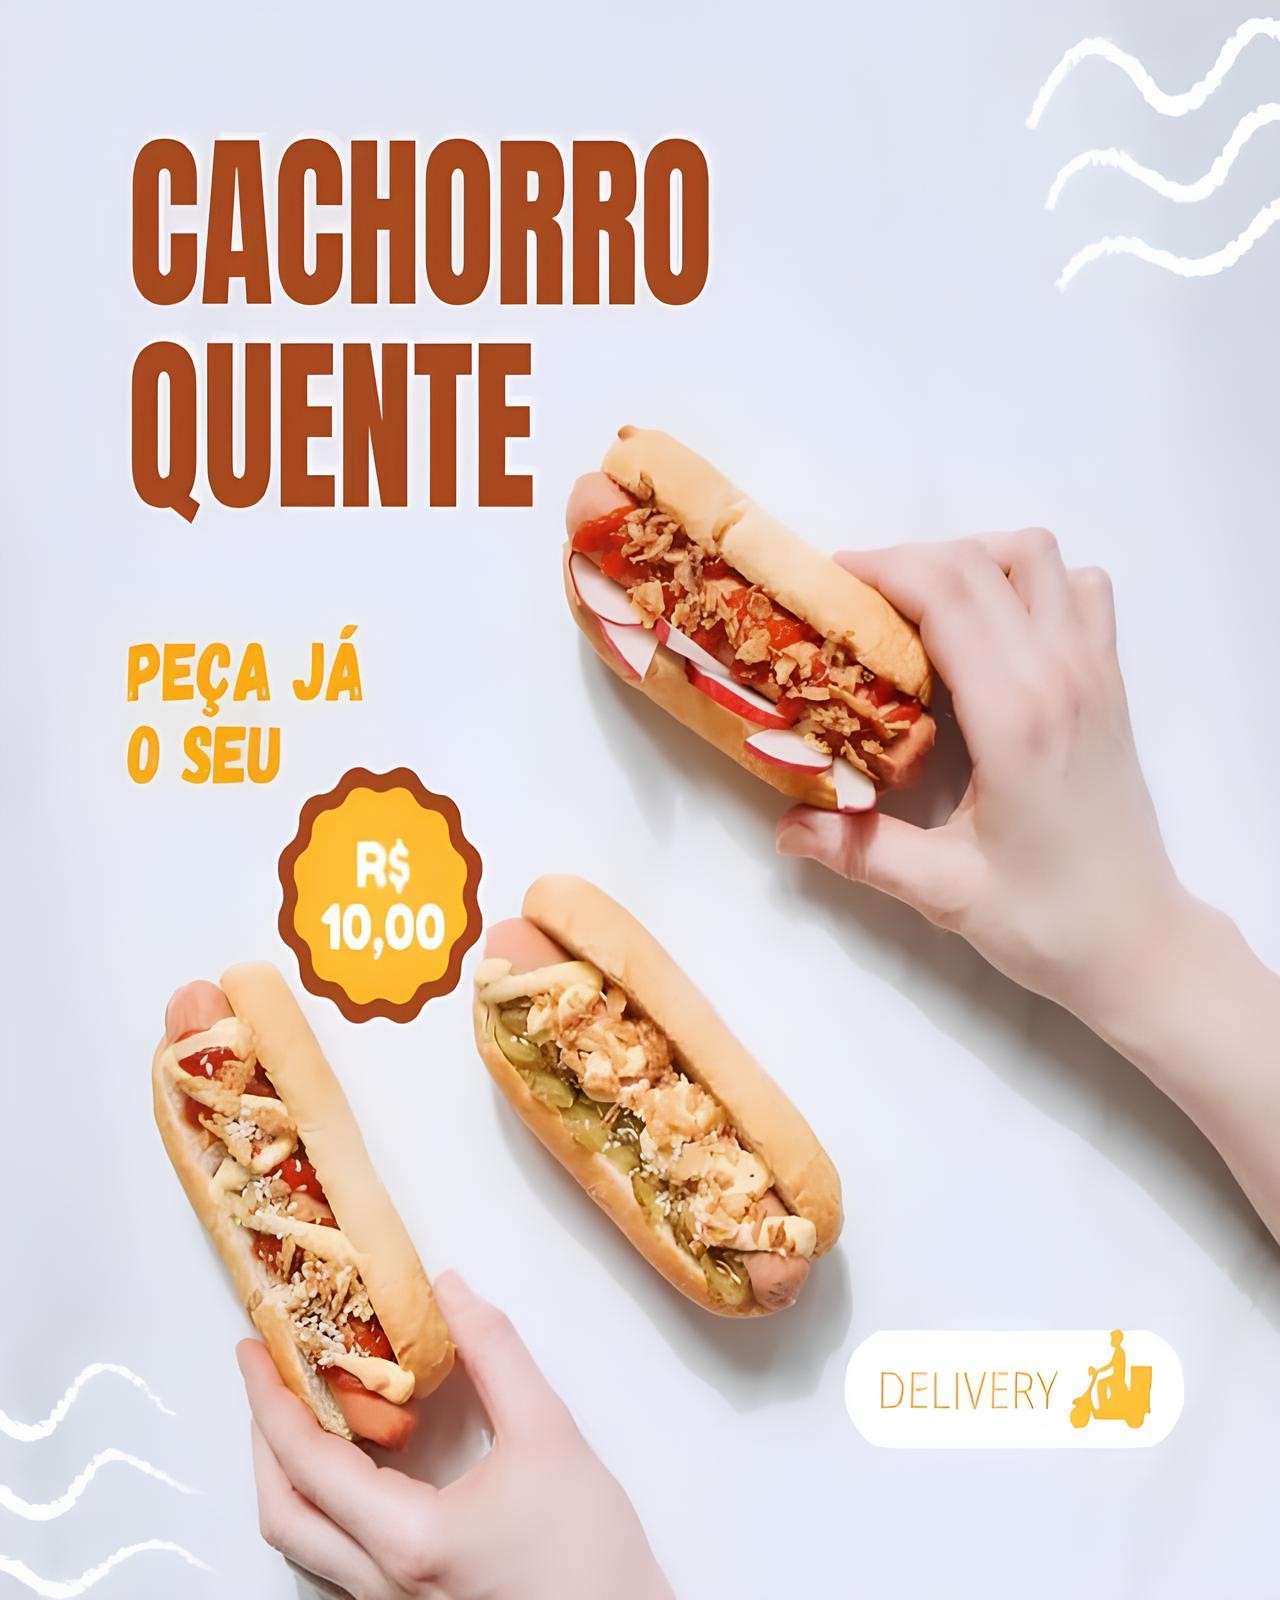 CACHORRO
QUENTE
PEÇA JÁ
O SEU
R$
10,00
DELIVERY